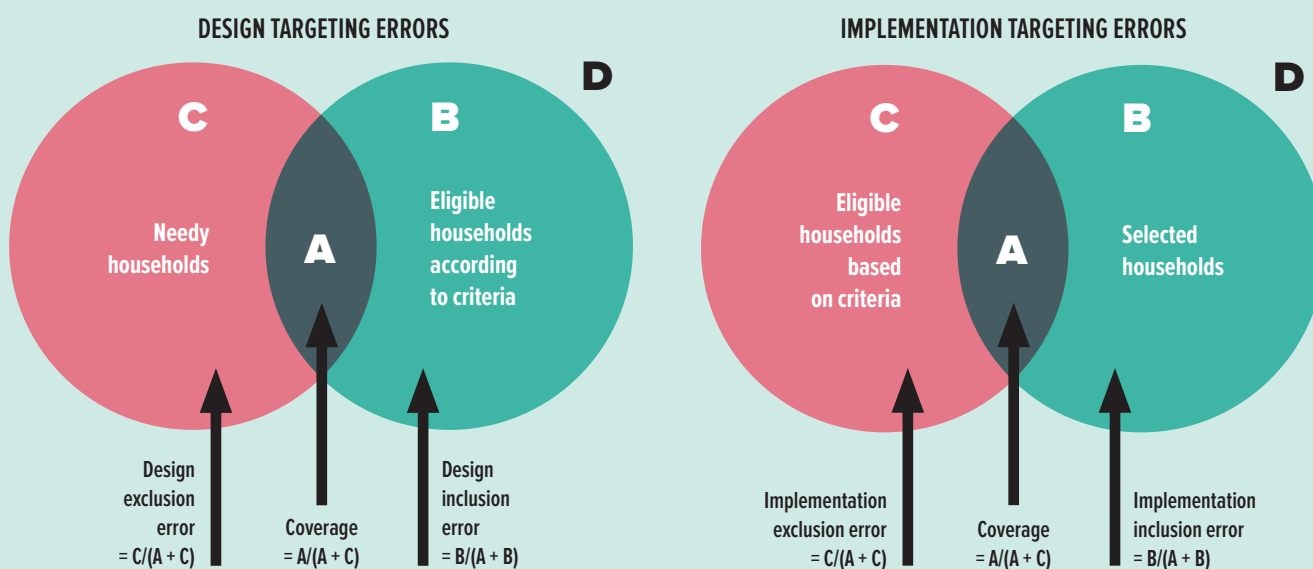 DESIGN TARGETING ERRORS
C
B
D
Needy
households
A
Eligible
households
according
to criteria
Design
exclusion
error
= C/(A + C)
Coverage
= A/(A + C)
Design
inclusion
error
= B/(A + B)
IMPLEMENTATION TARGETING ERRORS
C
B
D
Eligible
households
based
on criteria
A
Selected
households
Implementation
exclusion error
= C/(A + C)
Coverage
= A/(A + C)
Implementation
inclusion error
= B/(A + B)